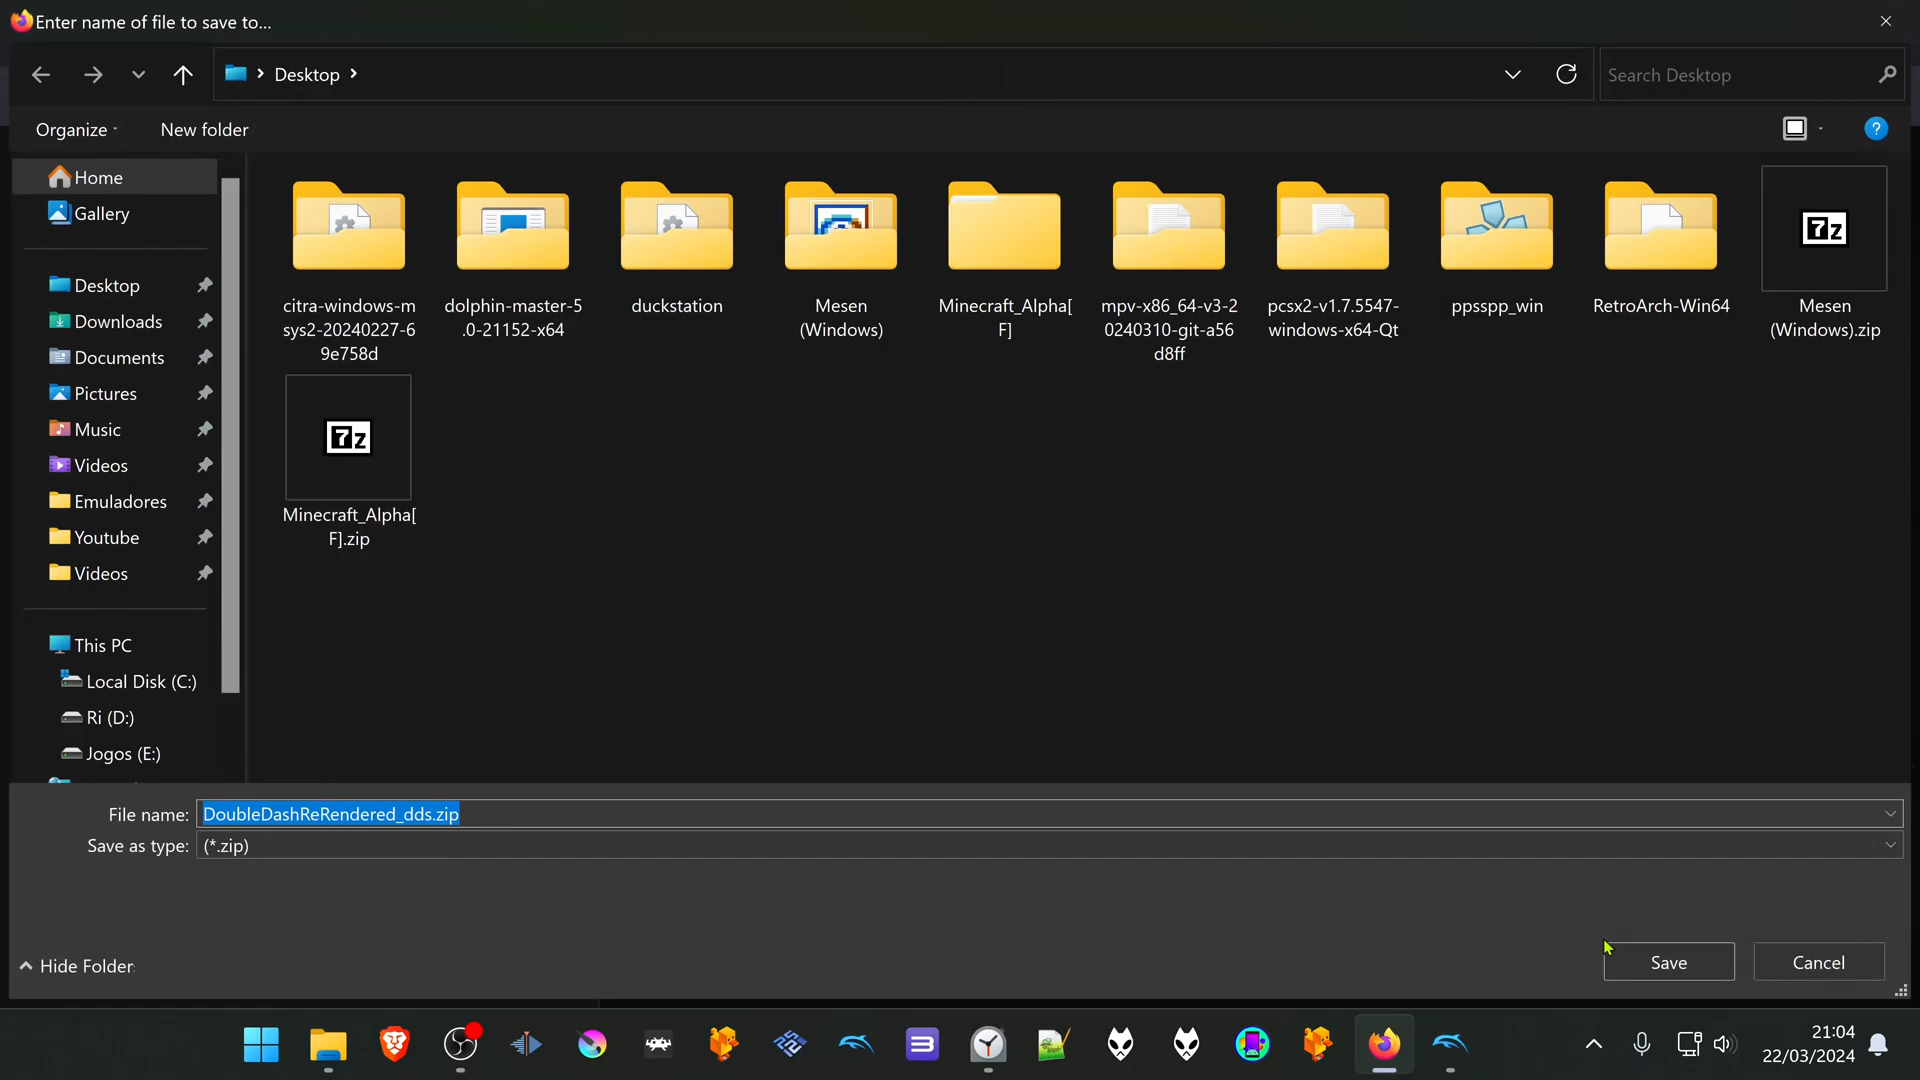 Enter name of file to save to...
Desktop
Search Desktop
Organize
New folder
Home
Gallery
Desktop
Downloads
Documents
Pictures
Music
Videos
Emuladores
Youtube
Videos
This PC
Local Disk (C:)
Ri (D:)
Jogos (E:)
citra-windows-m
sys2-20240227-6
9e758d
dolphin-master-5
.0-21152-x64
duckstation
Mesen
(Windows)
Minecraft_Alpha[
F]
mpv-x86_64-v3-2
0240310-git-a56
d8ff
pcsx2-v1.7.5547-
windows-x64-Qt
ppsspp_win
RetroArch-Win64
7z
Mesen
(Windows).zip
7z
Minecraft_Alpha[
F].zip
File name: DoubleDashReRendered_dds.zip
Save as type: (*.zip)
Hide Folder
Save
Cancel
21:04
22/03/2024